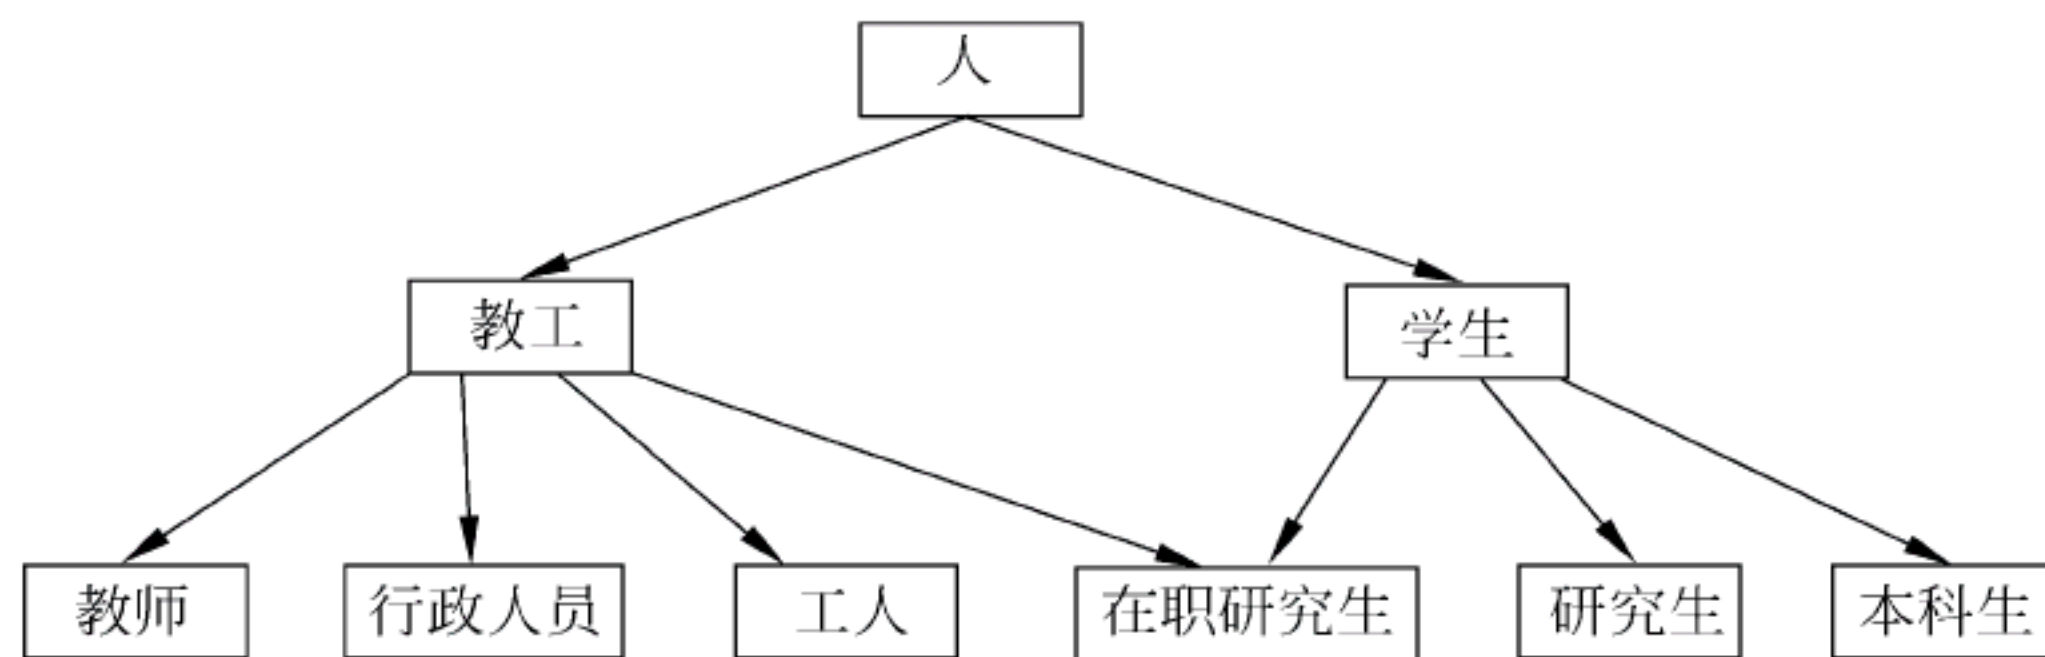 人
教工
学生
教师
行政人员
工人
在职研究生
研究生
本科生